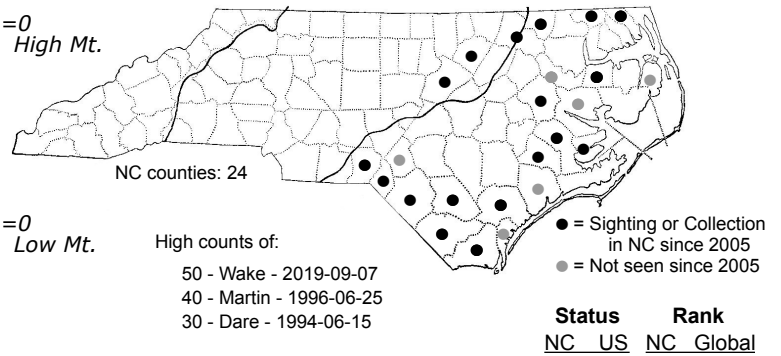 =0
High Mt.
NC counties: 24
=0
Low Mt.
High counts of:
50 - Wake - 2019-09-07
40 - Martin - 1996-06-25
30 - Dare - 1994-06-15
= Sighting or Collection
in NC since 2005
= Not seen since 2005
Status Rank
NC US NC Global